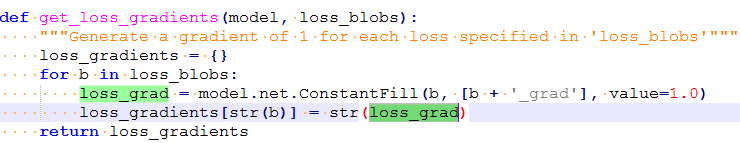 def get_loss_gradients(model, loss_blobs):
    """Generate a gradient of 1 for each loss specified in 'loss_blobs'"""
    loss_gradients = {}
    for b in loss_blobs:
        loss_grad = model.net.ConstantFill(b, [b + '_grad'], value=1.0)
        loss_gradients[str(b)] = str(loss_grad)
    return loss_gradients